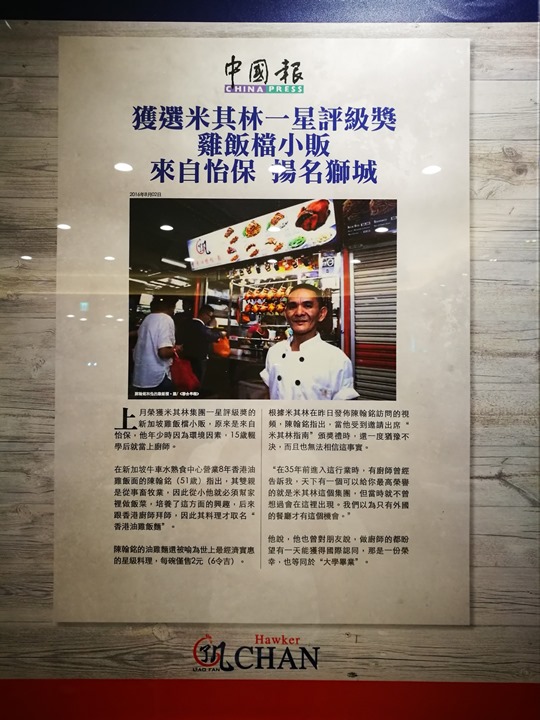 中國報
CHINA PRESS
獲選米其林一星評級獎
雞飯檔小販
來自怡保 揚名獅城
2016年8月02日
上月榮獲米其林集團一星評級獎的
新加坡雞飯檔小販，原來是來自
怡保，他年少時因為環境因素，15歲輟
學后就當上廚師。
在新加坡牛車水熟食中心營業8年香港油
雞飯面的陳翰銘（51歲）指出，其雙親
是從事畜牧業，因此從小他就必須幫家
裡做飯菜，培養了這方面的興趣，后來
跟香港廚師拜師，因此其料理才取名“
香港油雞飯麵”。
陳翰銘的油雞麵還被喻為世上最經濟實惠
的星級料理，每碗僅售2元（6令吉）。
根據米其林在昨日發佈陳翰銘訪問的視
頻，陳翰銘指出，當他受到邀請出席“
米其林指南”頒獎禮時，還一度猶豫不
決，而且也無法相信這事實。
“在35年前進入這行業時，有廚師曾經
告訴我，天下有一個可以給你最高榮譽
的就是米其林這個集團，但當時就不曾
想過會在這裡出現。我們以為只有外國
的餐廳才有這個機會。”
他說，他也曾對朋友說，做廚師的都盼
望有一天能獲得國際認同，那是一份榮
幸，也等同於“大學畢業”。
了凡
LIAO FAN
Hawker
CHAN